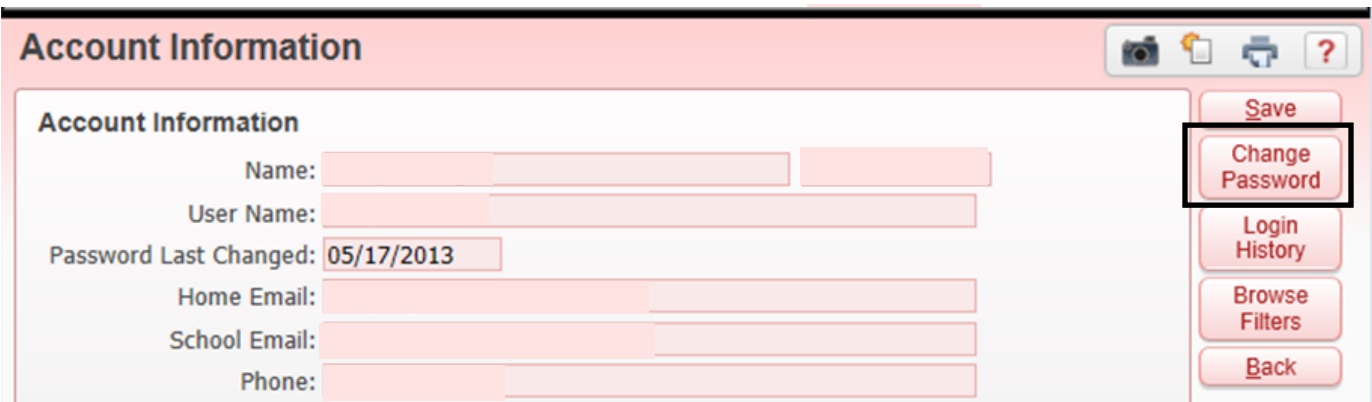 Account Information
?
Account Information
Name:
User Name:
Password Last Changed: 05/17/2013
Home Email:
School Email:
Phone:
Save
Change
Password
Login
History
Browse
Filters
Back